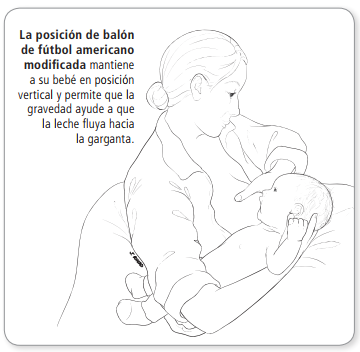 La posición de balón
de fútbol americano
modificada mantiene
a su bebé en posición
vertical y permite que la
gravedad ayude a que
la leche fluya hacia
la garganta.